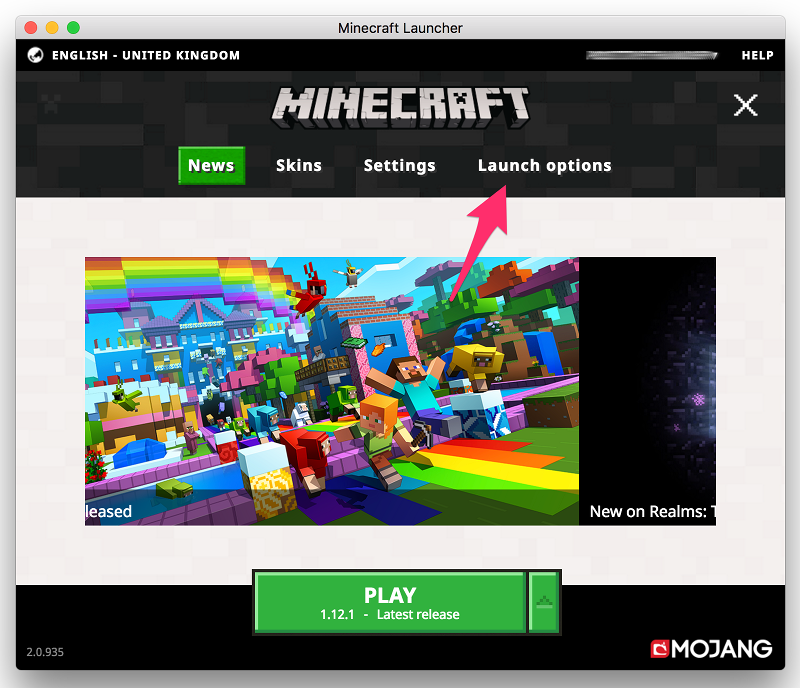 Minecraft Launcher
ENGLISH - UNITED KINGDOM
HELP
MINECRAFT
News Skins Settings Launch options
leased
New on Realms: T
PLAY
1.12.1 - Latest release
2.0.935
MOJANG